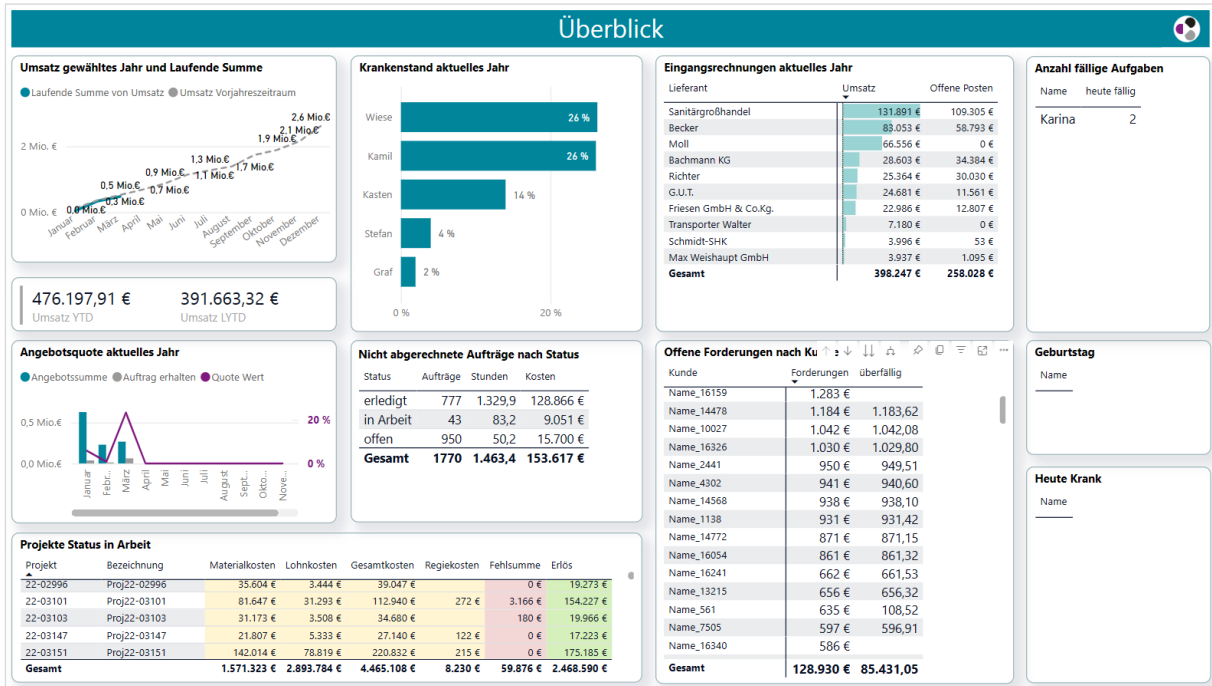 Überblick
Umsatz gewähltes Jahr und Laufende Summe
Laufende Summe von Umsatz Umsatz Vorjahreszeitraum
2 Mio. €
0 Mio. €
0,0 Mio.€
0.5 Mio.€
0.3 Mio.€
0,9 Mio.€
0,7 Mio.€
1.3 Mio.€
1,1 Mio.€
1,7 Mio.€
1,9 Mio.€
2,1 Mio.€
2.6 Mio.€
Januar
Februar
März
April
Mai
Juni
Juli
August
September
Oktober
November
Dezember
476.197,91 € 391.663,32 €
Umsatz YTD Umsatz LYTD
Krankenstand aktuelles Jahr
Wiese 26 %
Kamil 26 %
Kasten 14 %
Stefan 4 %
Graf 2 %
0 % 20 %
Eingangsrechnungen aktuelles Jahr
Lieferant Umsatz Offene Posten
Sanitärgroßhandel 131.891 € 109.305 €
Becker 83.053 € 58.793 €
Moll 66.556 € 0 €
Bachmann KG 28.603 € 34.384 €
Richter 25.364 € 30.030 €
G.U.T. 24.681 € 11.561 €
Friesen GmbH & Co.Kg. 22.986 € 12.807 €
Transporter Walter 7.180 € 0 €
Schmidt-SHK 3.996 € 53 €
Max Weishaupt GmbH 3.937 € 1.095 €
Gesamt 398.247 € 258.028 €
Anzahl fällige Aufgaben
Name heute fällig
Karina 2
Angebotsquote aktuelles Jahr
Angebotssumme Auftrag erhalten Quote Wert
0,5 Mio.€ 20 %
0,0 Mio.€ 0 %
Januar
Febr...
März
April
Mai
Juni
Juli
August
Sept...
Okto...
Nove...
Nicht abgerechnete Aufträge nach Status
Status Aufträge Stunden Kosten
erledigt 777 1.329,9 128.866 €
in Arbeit 43 83,2 9.051 €
offen 950 50,2 15.700 €
Gesamt 1770 1.463,4 153.617 €
Offene Forderungen nach Ku
Kunde Forderungen überfällig
Name_16159 1.283 €
Name_14478 1.184 € 1.183,62
Name_10027 1.042 € 1.042,08
Name_16326 1.030 € 1.029,80
Name_2441 950 € 949,51
Name_4302 941 € 940,60
Name_14568 938 € 938,10
Name_1138 931 € 931,42
Name_14772 871 € 871,15
Name_16054 861 € 861,32
Name_16241 662 € 661,53
Name_13215 656 € 656,32
Name_561 635 € 108,52
Name_7505 597 € 596,91
Name_16340 586 €
Gesamt 128.930 € 85.431,05
Geburtstag
Name
Heute Krank
Name
Projekte Status in Arbeit
Projekt Bezeichnung Materialkosten Lohnkosten Gesamtkosten Regiekosten Fehlsumme Erlös
22-02996 Proj22-02996 35.604 € 3.444 € 39.047 € 0 € 19.273 €
22-03101 Proj22-03101 81.647 € 31.293 € 112.940 € 272 € 3.166 € 154.227 €
22-03103 Proj22-03103 31.173 € 3.508 € 34.680 € 180 € 19.966 €
22-03147 Proj22-03147 21.807 € 5.333 € 27.140 € 122 € 0 € 17.223 €
22-03151 Proj22-03151 142.014 € 78.819 € 220.832 € 215 € 0 € 175.185 €
Gesamt 1.571.323 € 2.893.784 € 4.465.108 € 8.230 € 59.876 € 2.468.590 €